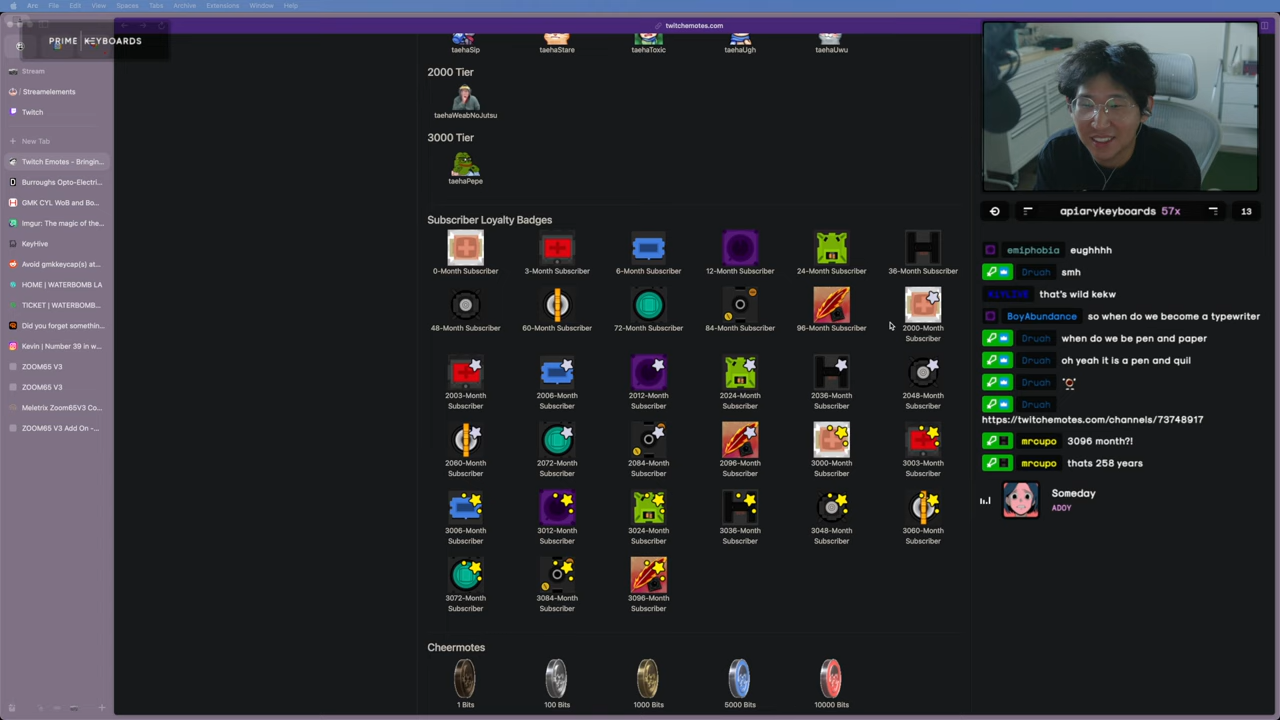 Arc File Edit View Spaces Tabs Archive Extensions Window Help
twitchemotes.com
PRIME KEYBOARDS
Stream
/ Streamelements
Twitch
New Tab
Twitch Emotes - Bringin...
Burroughs Opto-Electri...
GMK CYL WoB and Bo...
Imgur: The magic of the...
KeyHive
Avoid gmkkeycap(s) at...
HOME | WATERBOMB LA
TICKET | WATERBOMB...
Did you forget somethin...
Kevin | Number 39 in w...
ZOOM65 V3
ZOOM65 V3
Meletrix Zoom65V3 Co...
ZOOM65 V3 Add On -...
taehaSip taehaStare taehaToxic taehaUgh taehaUwu
2000 Tier
taehaWeabNoJutsu
3000 Tier
taehaPepe
Subscriber Loyalty Badges
0-Month Subscriber 3-Month Subscriber 6-Month Subscriber 12-Month Subscriber 24-Month Subscriber 36-Month Subscriber
48-Month Subscriber 60-Month Subscriber 72-Month Subscriber 84-Month Subscriber 96-Month Subscriber 2000-Month
Subscriber
2003-Month 2006-Month 2012-Month 2024-Month 2036-Month 2048-Month
Subscriber Subscriber Subscriber Subscriber Subscriber Subscriber
2060-Month 2072-Month 2084-Month 2096-Month 3000-Month 3003-Month
Subscriber Subscriber Subscriber Subscriber Subscriber Subscriber
3006-Month 3012-Month 3024-Month 3036-Month 3048-Month 3060-Month
Subscriber Subscriber Subscriber Subscriber Subscriber Subscriber
3072-Month 3084-Month 3096-Month
Subscriber Subscriber Subscriber
Cheermotes
1 Bits 100 Bits 1000 Bits 5000 Bits 10000 Bits
apiarykeyboards 57x 13
emiphobia eughhhh
Druah smh
that's wild kekw
BoyAbundance so when do we become a typewriter
Druah when do we be pen and paper
Druah oh yeah it is a pen and quil
Druah
Druah
https://twitchemotes.com/channels/73748917
mrcupo 3096 month?!
mrcupo thats 258 years
Someday
ADOY